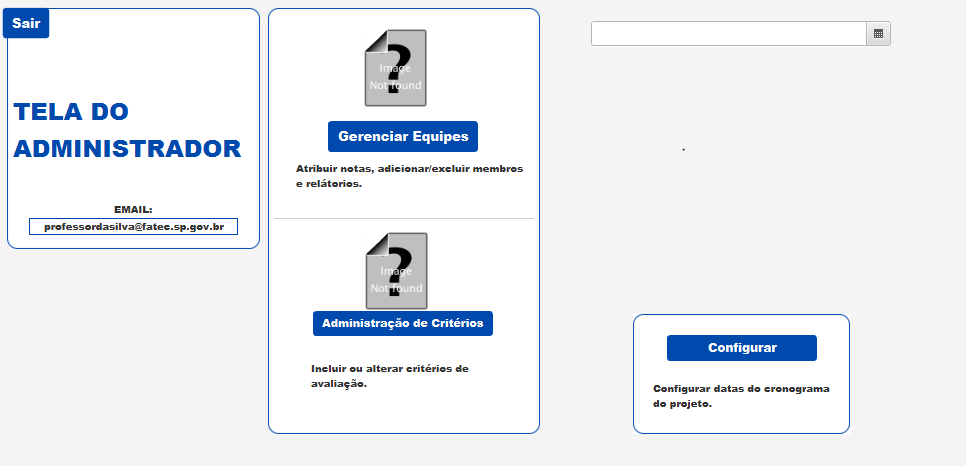 Sair
TELA DO
ADMINISTRADOR
EMAIL:
professordasilva@fatec.sp.gov.br
Image
Not found
Gerenciar Equipes
Atribuir notas, adicionar/excluir membros
e relátorios.
Image
Not found
Administração de Critérios
Incluir ou alterar critérios de
avaliação.
.
Configurar
Configurar datas do cronograma
do projeto.